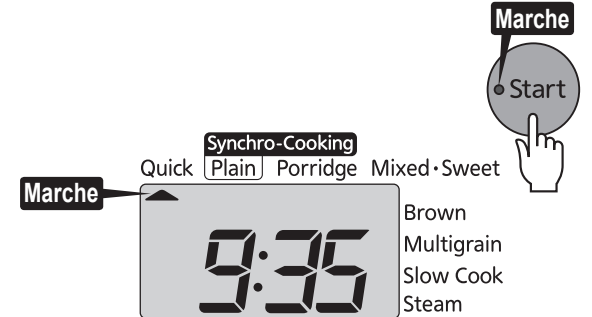 Marche
Start
Synchro-Cooking
Quick Plain Porridge Mixed･Sweet
Marche
9:35
Brown
Multigrain
Slow Cook
Steam